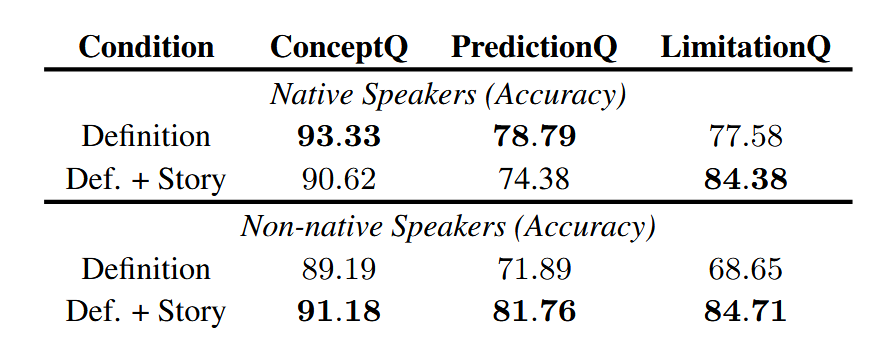 Condition ConceptQ PredictionQ LimitationQ
Native Speakers (Accuracy)
Definition 93.33 78.79 77.58
Def. + Story 90.62 74.38 84.38
Non-native Speakers (Accuracy)
Definition 89.19 71.89 68.65
Def. + Story 91.18 81.76 84.71